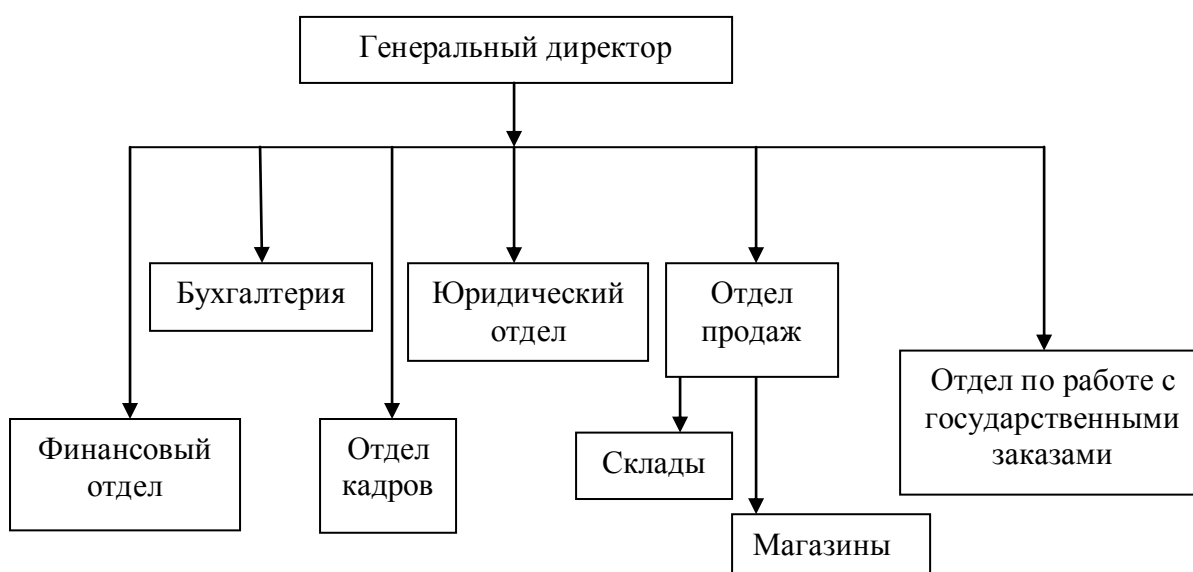 Генеральный директор
Бухгалтерия
Юридический
отдел
Отдел
продаж
Отдел по работе с
государственными
заказами
Финансовый
отдел
Отдел
кадров
Склады
Магазины